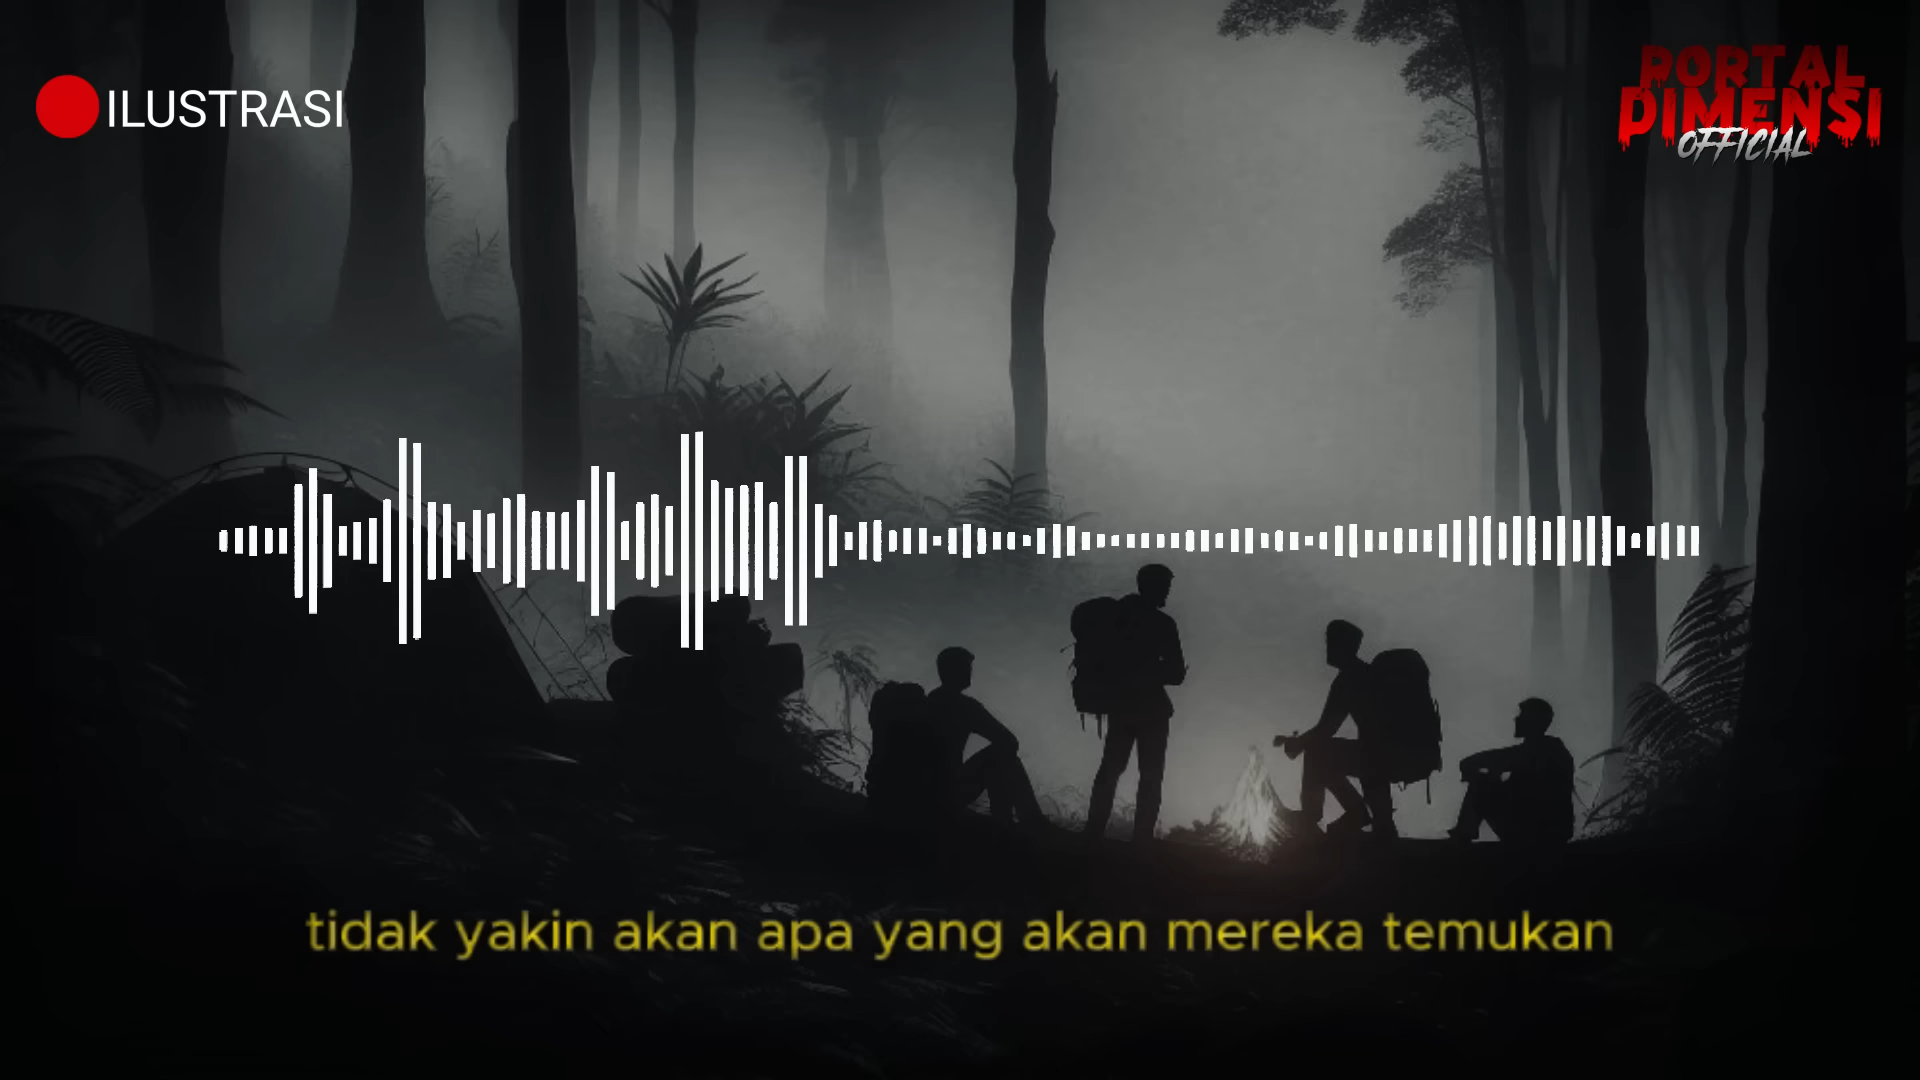 ILUSTRASI
PORTAL
DIMENSI
OFFICIAL
tidak yakin akan apa yang akan mereka temukan